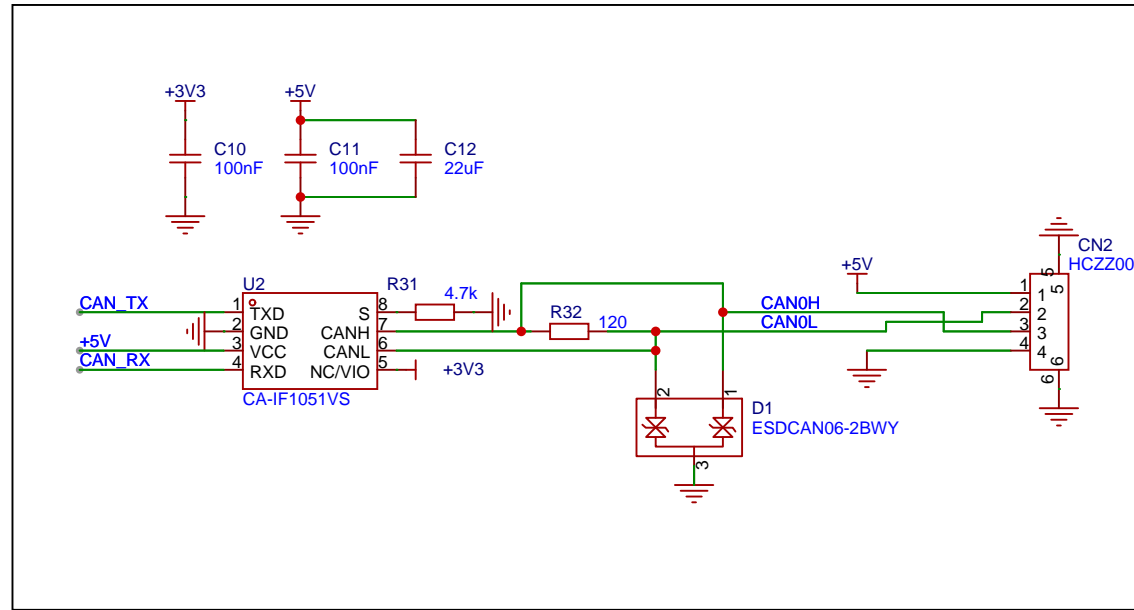 +3V3
+5V
C10
100nF
C11
100nF
C12
22uF
CN2
HCZZ00
+5V
U2
R31
4.7k
CAN_TX
1
TXD
S
8
R32
120
CAN0H
CAN0L
2
GND
CANH
7
+5V
3
VCC
CANL
6
CAN_RX
4
RXD
NC/VIO
5
+3V3
CA-IF1051VS
1
2
3
4
1
2
3
4
5
5
6
6
2
1
D1
ESDCAN06-2BWY
3